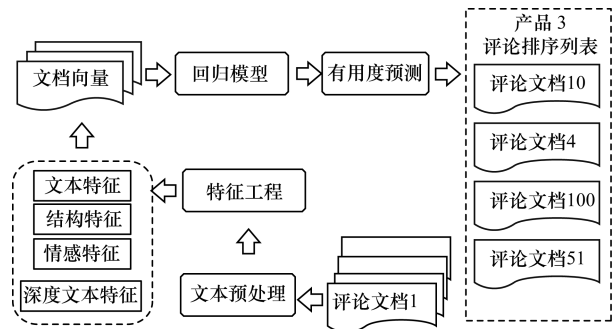 文档向量
回归模型
有用度预测
产品 3
评论排序列表
评论文档10
评论文档4
评论文档100
评论文档51
文本特征
结构特征
情感特征
深度文本特征
特征工程
文本预处理
评论文档1